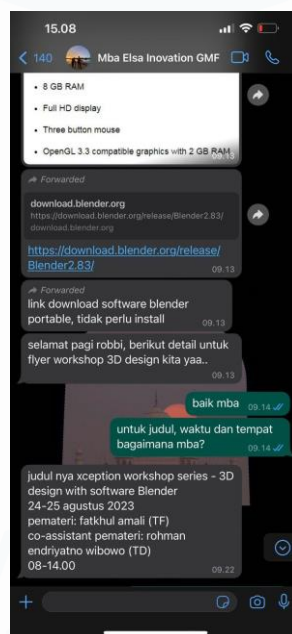 15.08
140
Mba Elsa Inovation GMF
• 8 GB RAM
• Full HD display
• Three button mouse
• OpenGL 3.3 compatible graphics with 2 GB RAM
09.13
Forwarded
download.blender.org
https://download.blender.org/release/Blender2.83/
download.blender.org
https://download.blender.org/release/
Blender2.83/
09.13
Forwarded
link download software blender
portable, tidak perlu install
09.13
selamat pagi robbi, berikut detail untuk
flyer workshop 3D design kita yaa..
09.13
baik mba
09.14
untuk judul, waktu dan tempat
bagaimana mba?
09.14
judul nya xception workshop series - 3D
design with software Blender
24-25 agustus 2023
pemateri: fatkhul amali (TF)
co-assistant pemateri: rohman
endriyatno wibowo (TD)
08-14.00
09.22